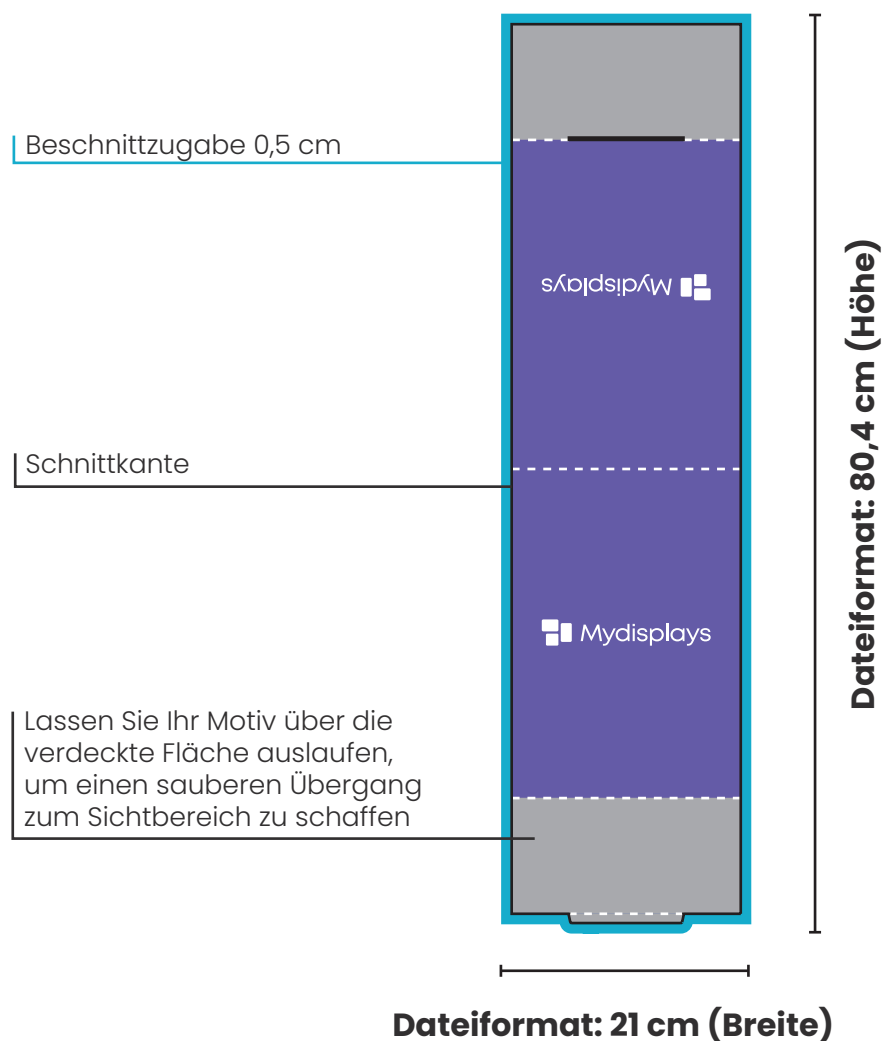 Beschnittzugabe 0,5 cm
Mydisplays
Schnittkante
Mydisplays
Lassen Sie Ihr Motiv über die
verdeckte Fläche auslaufen,
um einen sauberen Übergang
zum Sichtbereich zu schaffen
Dateiformat: 80,4 cm (Höhe)
Dateiformat: 21 cm (Breite)